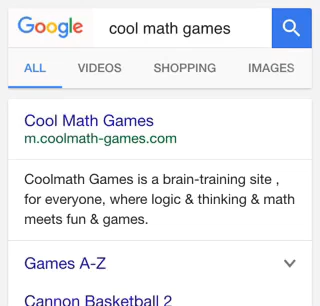 Google cool math games
ALL VIDEOS SHOPPING IMAGES
Cool Math Games
m.coolmath-games.com
Coolmath Games is a brain-training site ,
for everyone, where logic & thinking & math
meets fun & games.
Games A-Z
Cannon Basketball 2